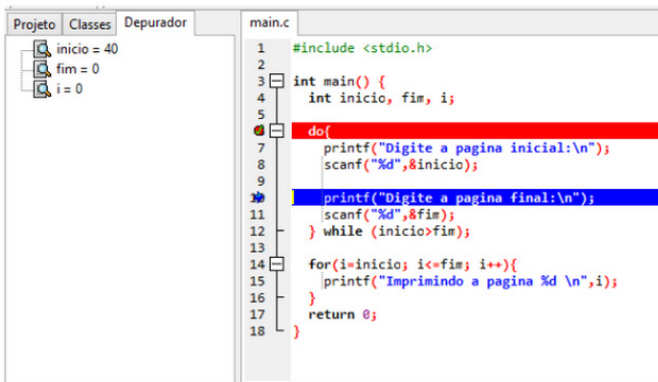 Projeto Classes Depurador
inicio = 40
fim = 0
i = 0
main.c
1 #include <stdio.h>
2
3 int main() {
4 int inicio, fim, i;
5
do{
7 printf("Digite a pagina inicial:\n");
8 scanf("%d",&inicio);
9
printf("Digite a pagina final:\n");
11 scanf("%d",&fim);
12 } while (inicio>fim);
13
14 for(i=inicio; i<=fim; i++){
15 printf("Imprimindo a pagina %d \n",i);
16 }
17 return 0;
18 }